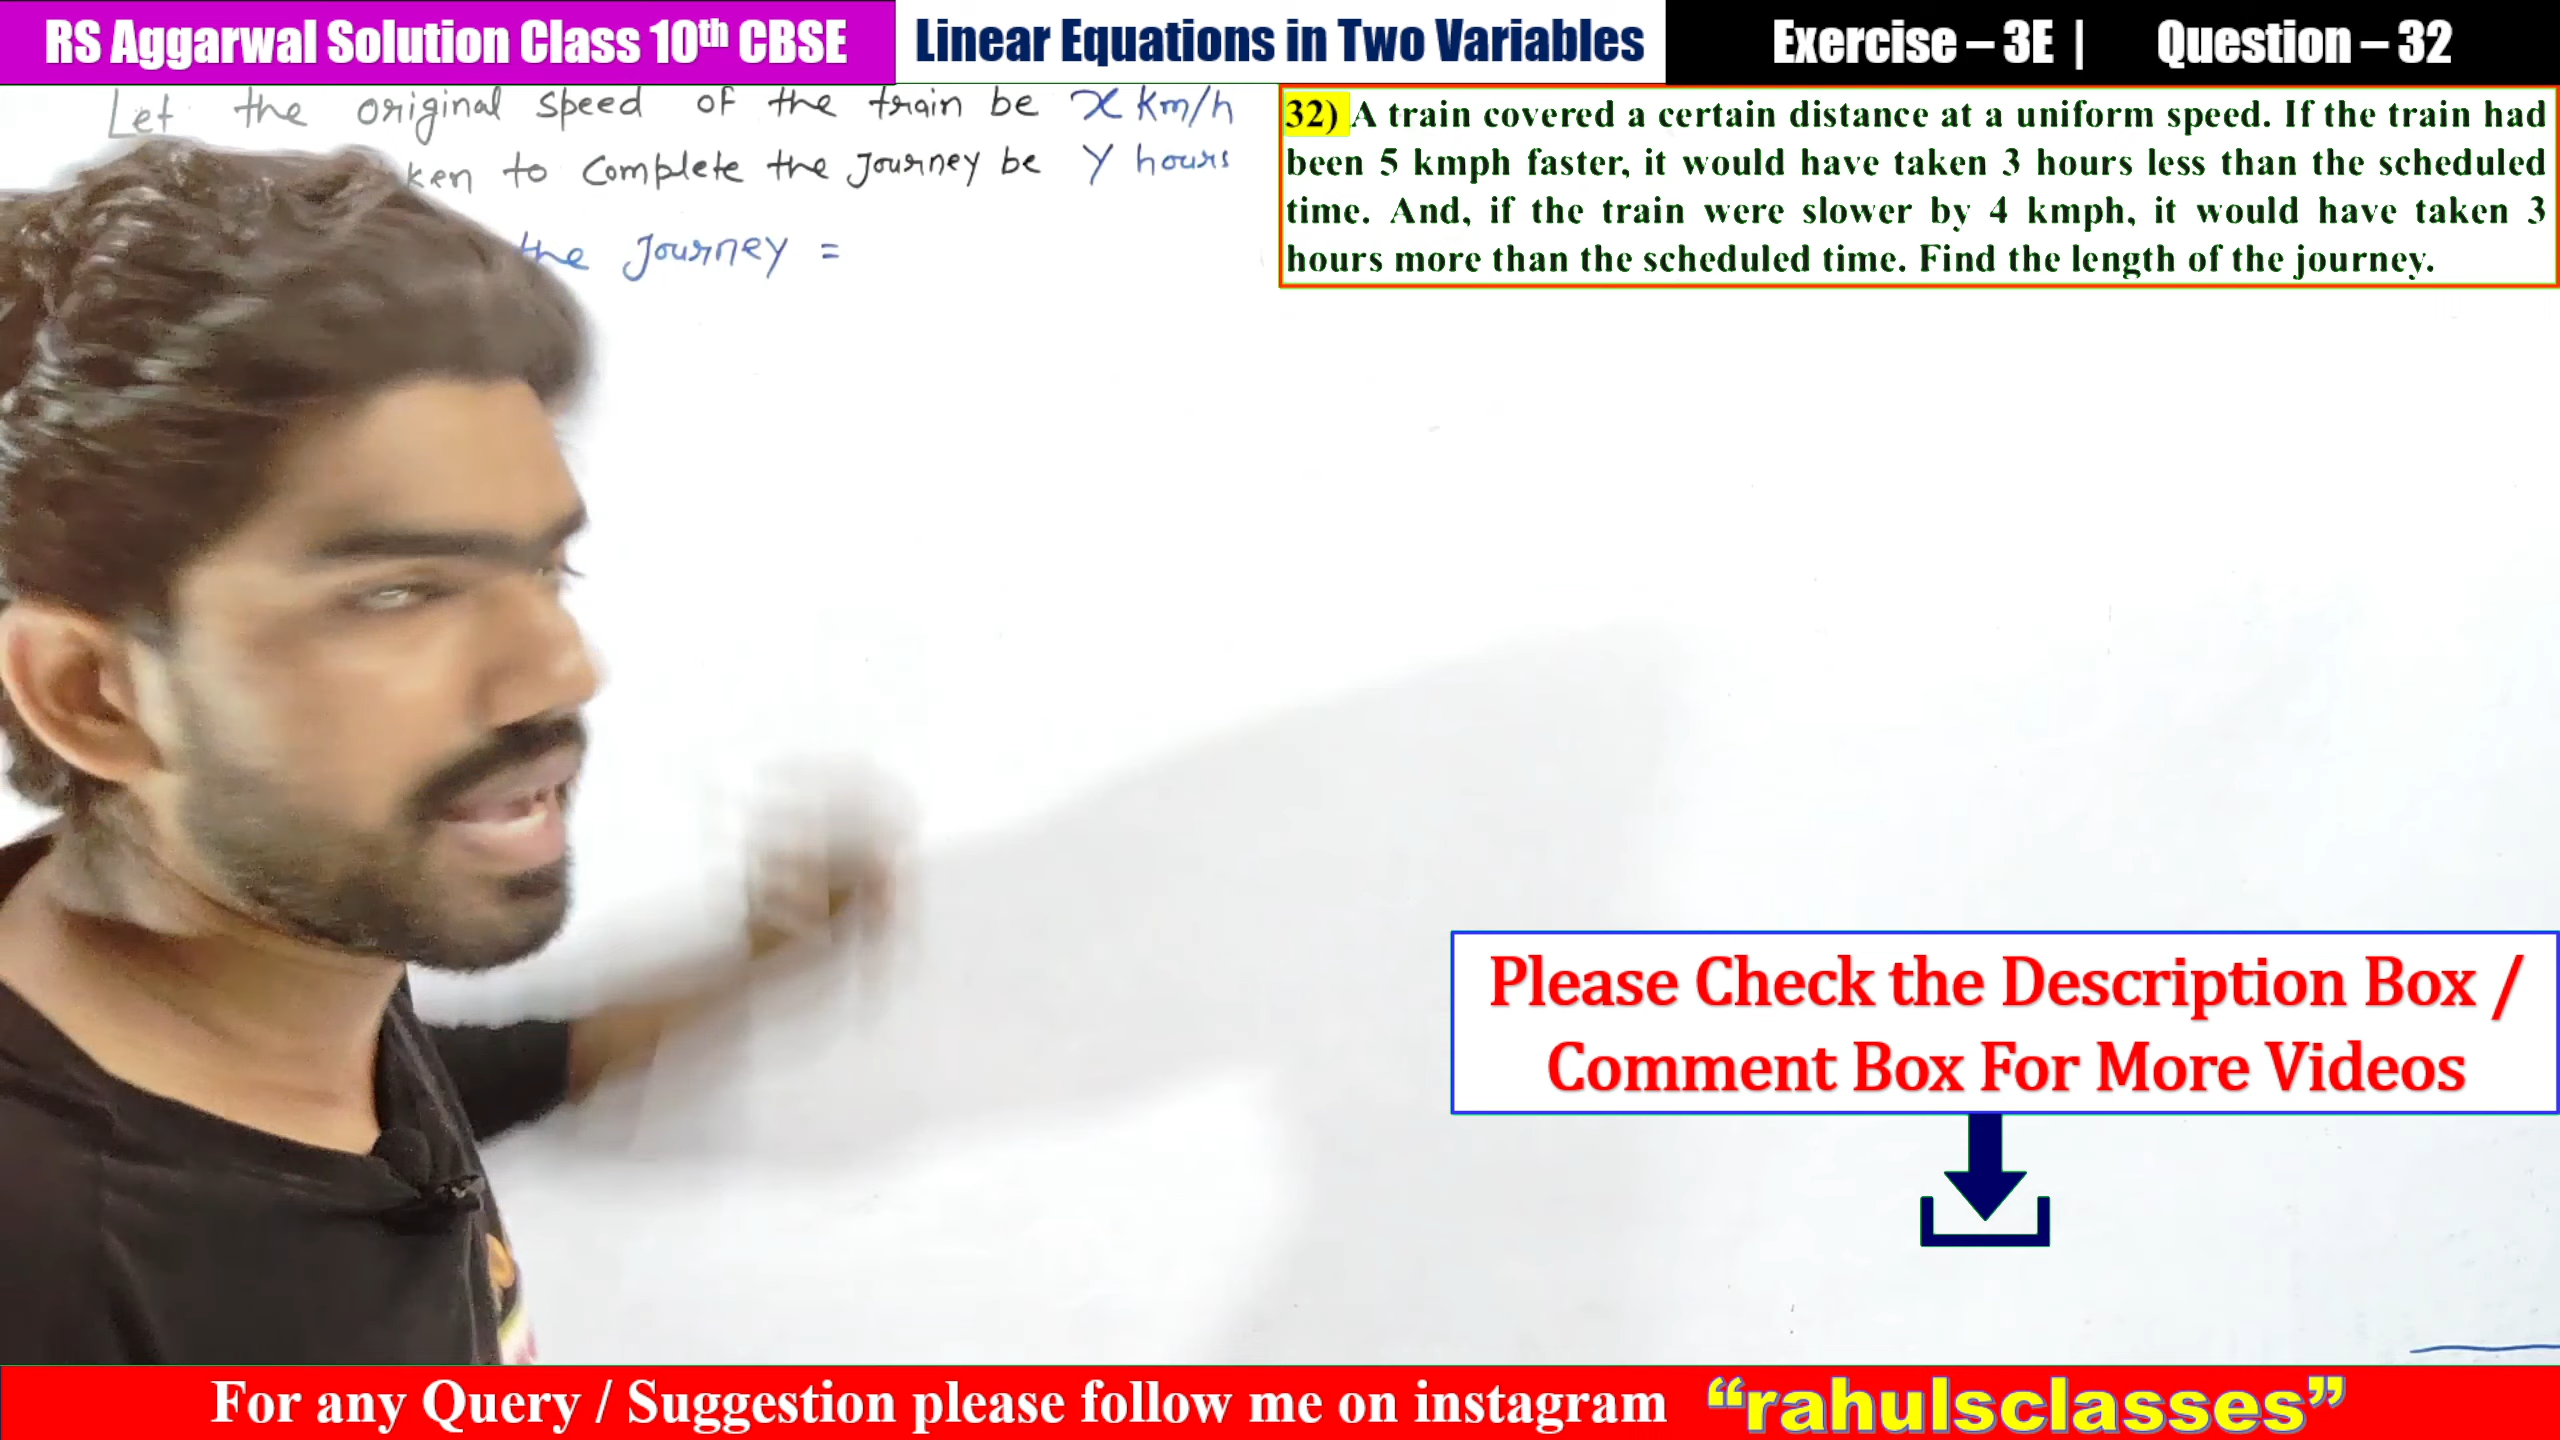 RS Aggarwal Solution Class 10th CBSE
Linear Equations in Two Variables
Exercise – 3E | Question – 32
Let the original speed of the train be x km/h
ken to complete the Journey be Y hours
the Journey =
32) A train covered a certain distance at a uniform speed. If the train had
been 5 kmph faster, it would have taken 3 hours less than the scheduled
time. And, if the train were slower by 4 kmph, it would have taken 3
hours more than the scheduled time. Find the length of the journey.
Please Check the Description Box /
Comment Box For More Videos
For any Query / Suggestion please follow me on instagram “rahulsclasses”